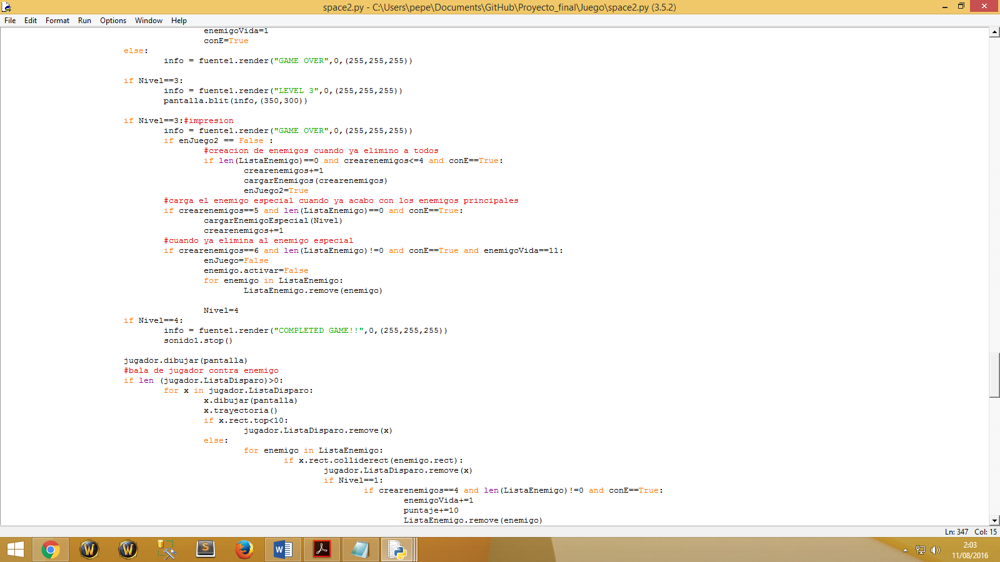 space2.py - C:\Users\pepe\Documents\GitHub\Proyecto_final\Juego\space2.py (3.5.2)
File Edit Format Run Options Window Help
enemigoVida=1
conE=True
else:
info = fuente1.render("GAME OVER",0,(255,255,255))
if Nivel==3:
info = fuente1.render("LEVEL 3",0,(255,255,255))
pantalla.blit(info,(350,300))
if Nivel==3:#impresion
info = fuente1.render("GAME OVER",0,(255,255,255))
if enJuego2 == False :
#creacion de enemigos cuando ya elimino a todos
if len(ListaEnemigo)==0 and crearenemigos<=4 and conE==True:
crearenemigos+=1
cargarEnemigos(crearenemigos)
enJuego2=True
#carga el enemigo especial cuando ya acabo con los enemigos principales
if crearenemigos==5 and len(ListaEnemigo)==0 and conE==True:
cargarEnemigoEspecial(Nivel)
crearenemigos+=1
#cuando ya elimina al enemigo especial
if crearenemigos==6 and len(ListaEnemigo)!=0 and conE==True and enemigoVida==11:
enJuego=False
enemigo.activar=False
for enemigo in ListaEnemigo:
ListaEnemigo.remove(enemigo)
Nivel=4
if Nivel==4:
info = fuente1.render("COMPLETED GAME!!",0,(255,255,255))
sonido1.stop()
jugador.dibujar(pantalla)
#bala de jugador contra enemigo
if len (jugador.ListaDisparo)>0:
for x in jugador.ListaDisparo:
x.dibujar(pantalla)
x.trayectoria()
if x.rect.top<10:
jugador.ListaDisparo.remove(x)
else:
for enemigo in ListaEnemigo:
if x.rect.colliderect(enemigo.rect):
jugador.ListaDisparo.remove(x)
if Nivel==1:
if crearenemigos==4 and len(ListaEnemigo)!=0 and conE==True:
enemigoVida+=1
puntaje+=10
ListaEnemigo.remove(enemigo)
Ln: 347 Col: 15
2:03
11/08/2016